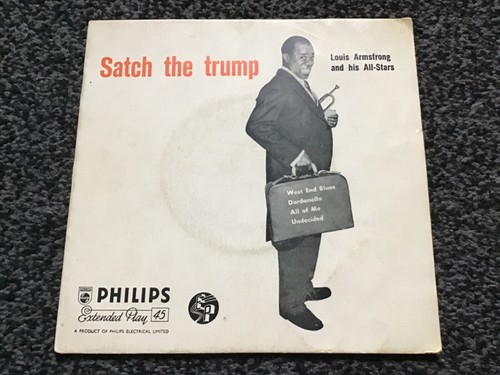 Satch the trump
Louis Armstrong
and his All-Stars
West End Blues
Dardanella
All of Me
Undecided
PHILIPS
Extended Play 45
A PRODUCT OF PHILIPS ELECTRICAL LIMITED